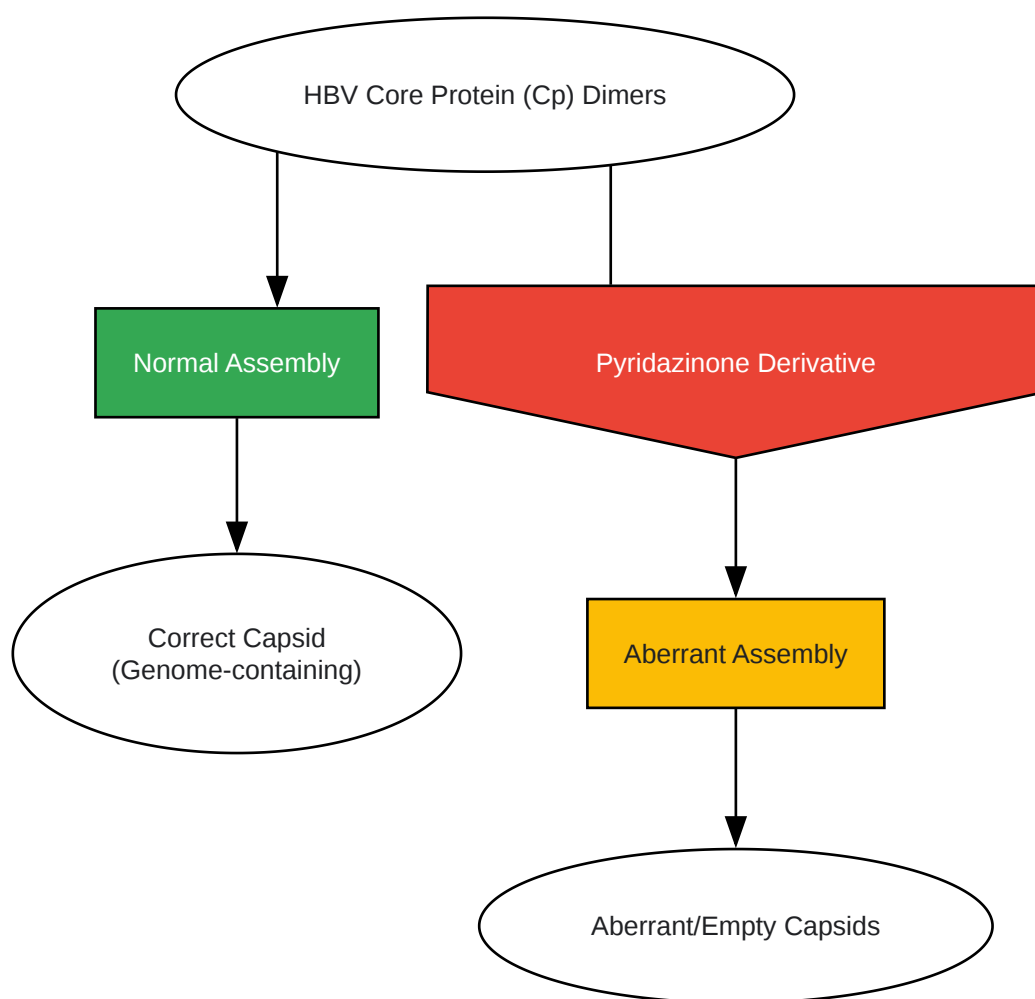 HBV Core Protein (Cp) Dimers
Normal Assembly
Pyridazinone Derivative
Correct Capsid
(Genome-containing)
Aberrant Assembly
Aberrant/Empty Capsids